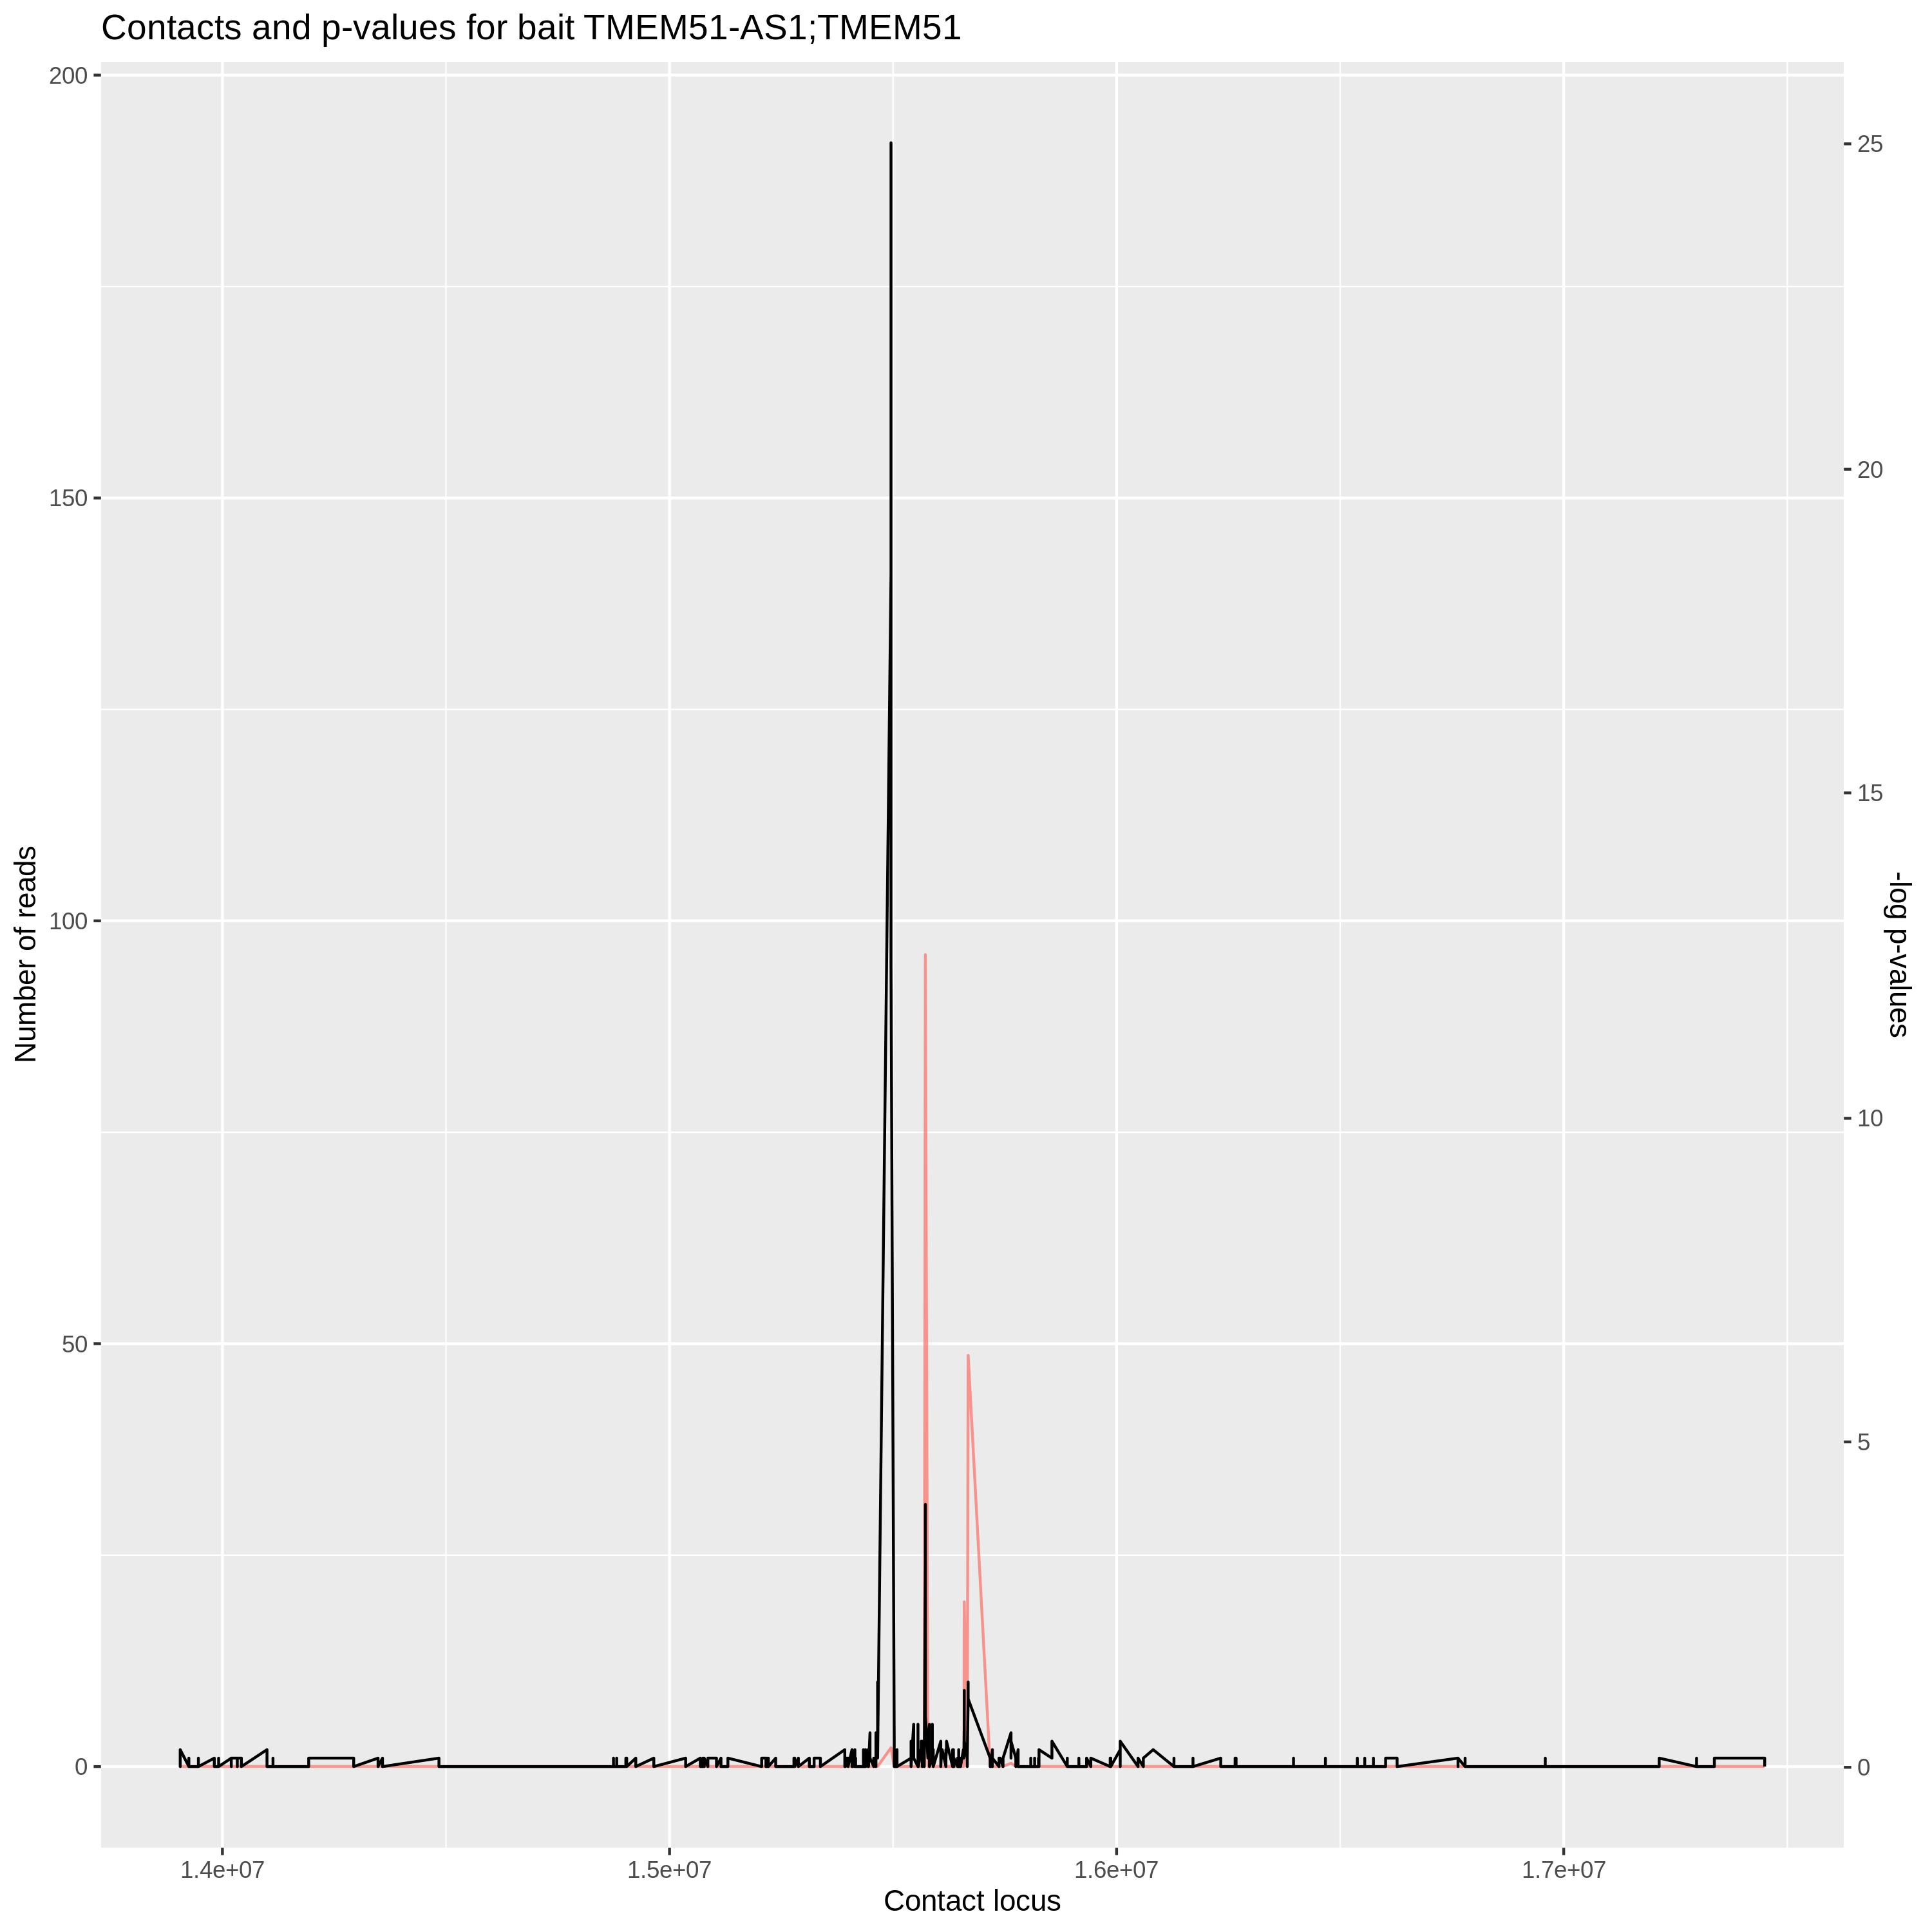 Contacts and p-values for bait TMEM51-AS1;TMEM51
200
150
100
50
0
Number of reads
25
20
15
10
5
0
-log p-values
1.4e+07
1.5e+07
1.6e+07
1.7e+07
Contact locus